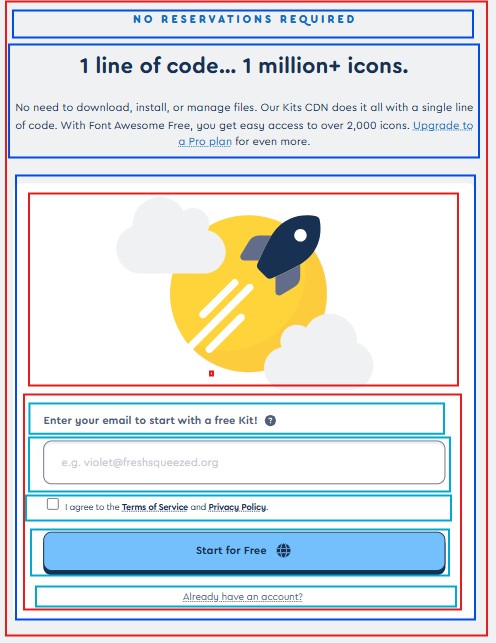 NO RESERVATIONS REQUIRED
1 line of code... 1 million+ icons.
No need to download, install, or manage files. Our Kits CDN does it all with a single line
of code. With Font Awesome Free, you get easy access to over 2,000 icons. Upgrade to
a Pro plan for even more.
Enter your email to start with a free Kit! ?
e.g. violet@freshsqueezed.org
I agree to the Terms of Service and Privacy Policy.
Start for Free
Already have an account?